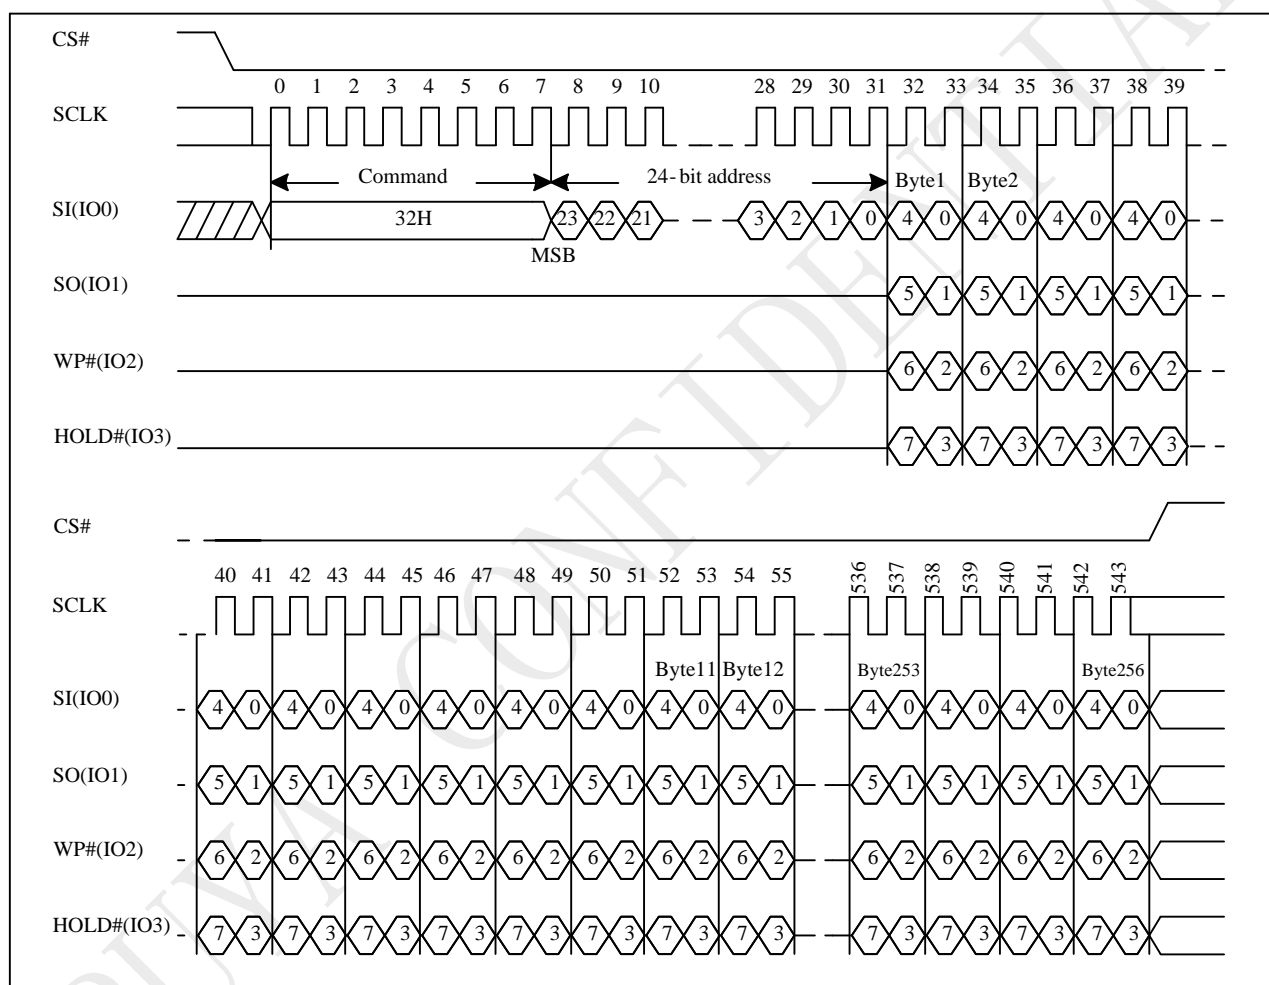 CS#
0 1 2 3 4 5 6 7 8 9 10 28 29 30 31 32 33 34 35 36 37 38 39
SCLK
Command 24-bit address Byte1 Byte2
SI(IO0) 32H 23 22 21 3 2 1 0 4 0 4 0 4 0 4 0
MSB
SO(IO1) 5 1 5 1 5 1 5 1
WP#(IO2) 6 2 6 2 6 2 6 2
HOLD#(IO3) 7 3 7 3 7 3 7 3
CS#
40 41 42 43 44 45 46 47 48 49 50 51 52 53 54 55 536 537 538 539 540 541 542 543
SCLK
Byte11 Byte12 Byte253 Byte256
SI(IO0) 4 0 4 0 4 0 4 0 4 0 4 0 4 0 4 0 4 0 4 0 4 0 4 0
SO(IO1) 5 1 5 1 5 1 5 1 5 1 5 1 5 1 5 1 5 1 5 1 5 1 5 1
WP#(IO2) 6 2 6 2 6 2 6 2 6 2 6 2 6 2 6 2 6 2 6 2 6 2 6 2
HOLD#(IO3) 7 3 7 3 7 3 7 3 7 3 7 3 7 3 7 3 7 3 7 3 7 3 7 3